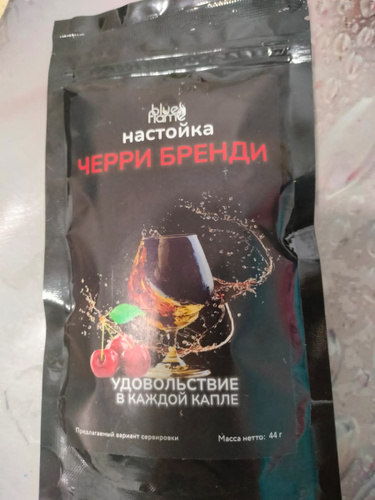 blue
flame
настойка
ЧЕРРИ БРЕНДИ
УДОВОЛЬСТВИЕ
В КАЖДОЙ КАПЛЕ
Предлагаемый вариант сервировки
Масса нетто: 44 г